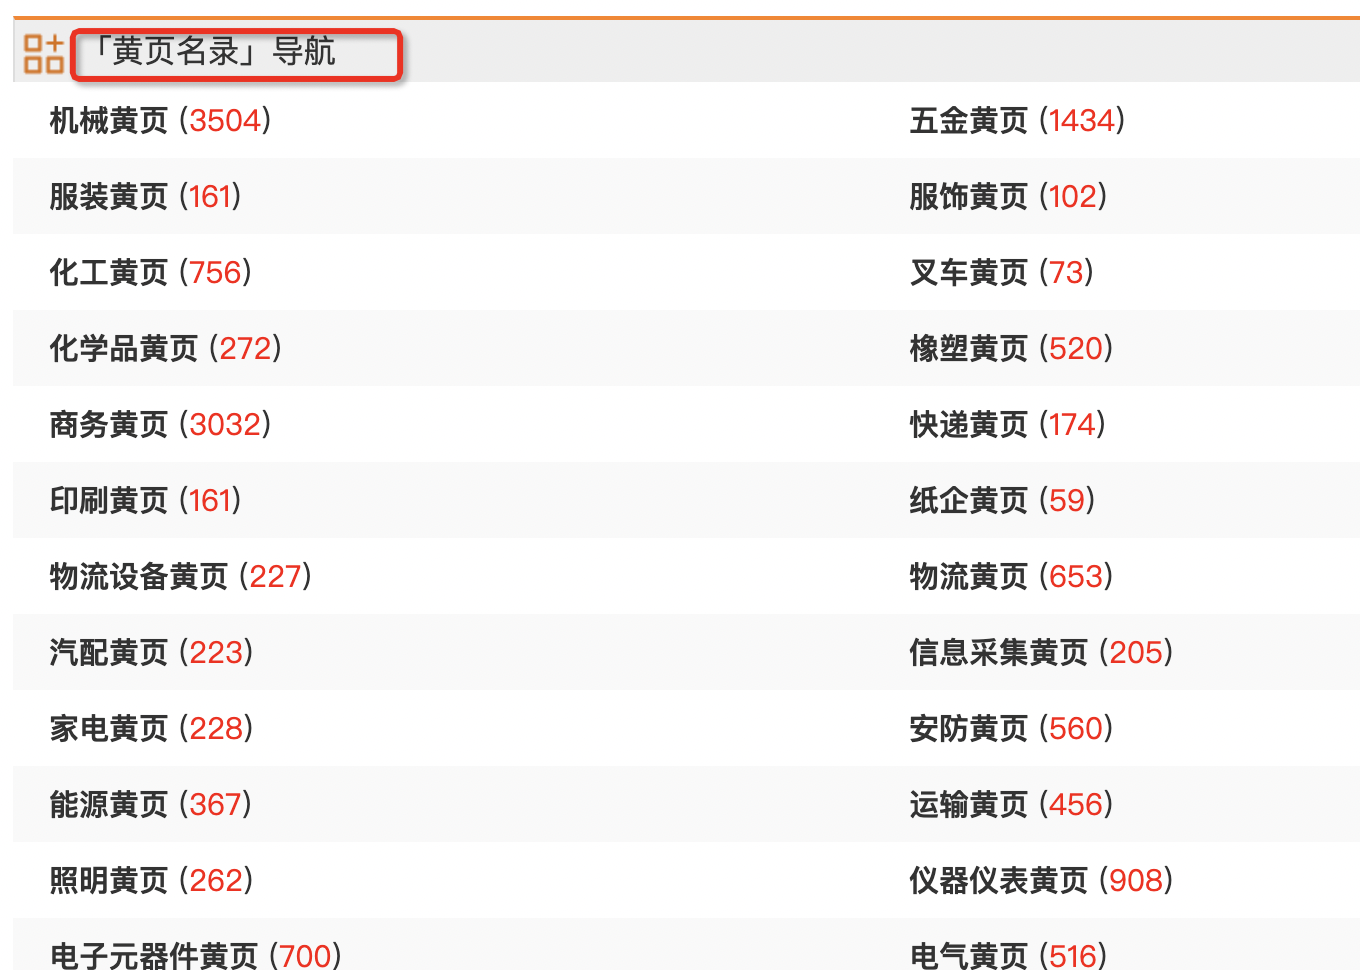 「黄页名录」导航
机械黄页 (3504) 五金黄页 (1434)
服装黄页 (161) 服饰黄页 (102)
化工黄页 (756) 叉车黄页 (73)
化学品黄页 (272) 橡塑黄页 (520)
商务黄页 (3032) 快递黄页 (174)
印刷黄页 (161) 纸企黄页 (59)
物流设备黄页 (227) 物流黄页 (653)
汽配黄页 (223) 信息采集黄页 (205)
家电黄页 (228) 安防黄页 (560)
能源黄页 (367) 运输黄页 (456)
照明黄页 (262) 仪器仪表黄页 (908)
电子元器件黄页 (700) 电气黄页 (516)